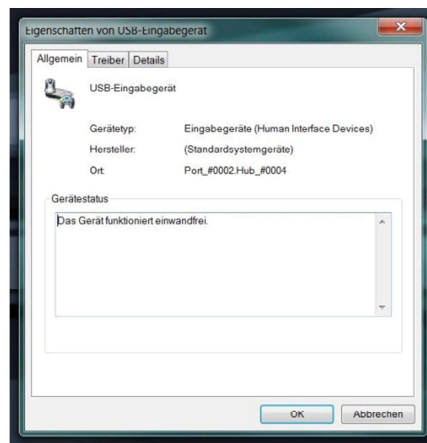 Eigenschaften von USB-Eingabegerät
Allgemein Treiber Details
USB-Eingabegerät
Gerätetyp: Eingabegeräte (Human Interface Devices)
Hersteller: (Standardsystemgeräte)
Ort: Port_#0002.Hub_#0004
Gerätestatus
Das Gerät funktioniert einwandfrei.
OK Abbrechen